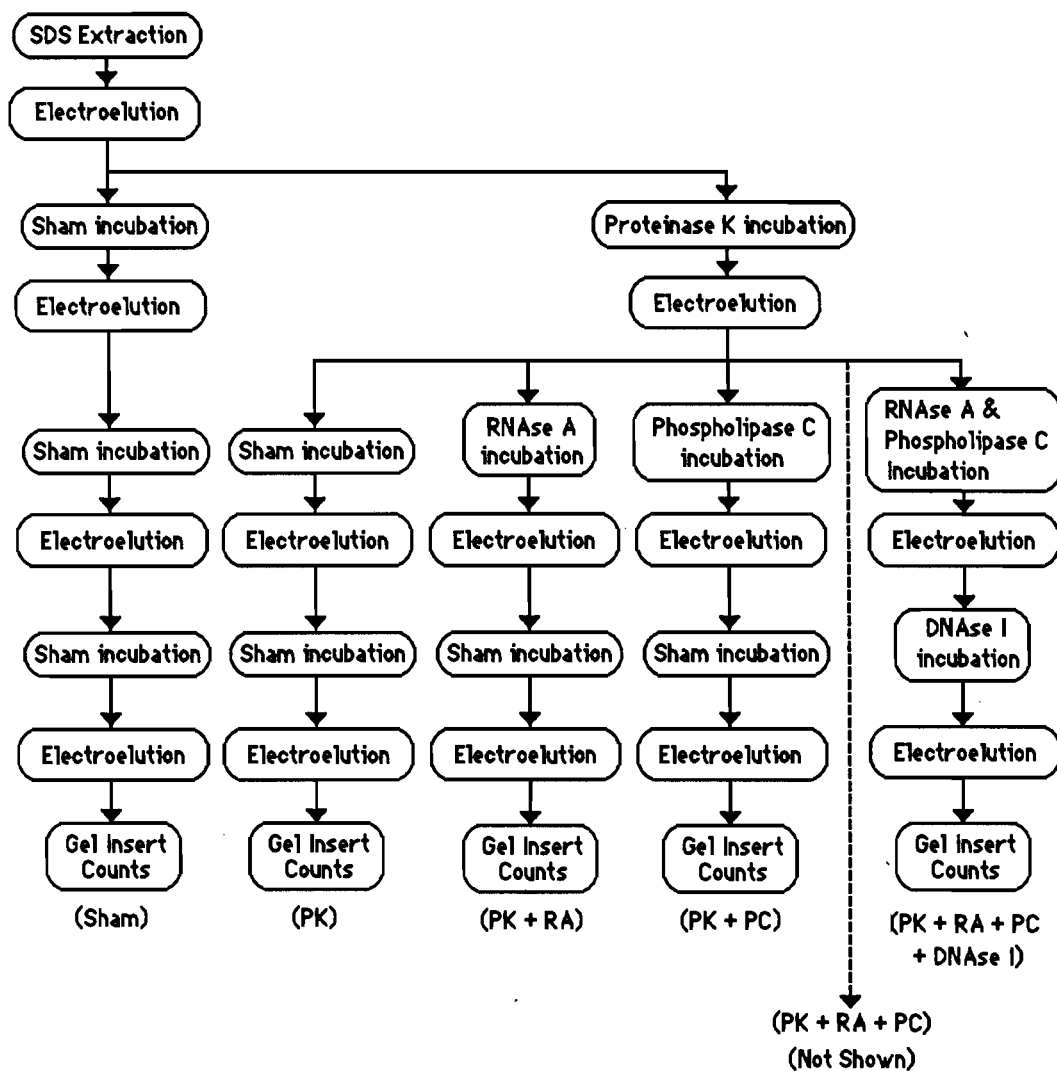 SDS Extraction
Electroelution
Sham incubation
Proteinase K incubation
Electroelution
Electroelution
Sham incubation
Sham incubation
RNAse A
incubation
Phospholipase C
incubation
RNAse A &
Phospholipase C
Incubation
Electroelution
Electroelution
Electroelution
Electroelution
Electroelution
Sham incubation
Sham incubation
Sham incubation
Sham incubation
DNAse I
incubation
Electroelution
Electroelution
Electroelution
Electroelution
Electroelution
Gel Insert
Counts
Gel Insert
Counts
Gel Insert
Counts
Gel Insert
Counts
Gel Insert
Counts
(Sham)
(PK)
(PK + RA)
(PK + PC)
(PK + RA + PC
+ DNAse I)
(PK + RA + PC)
(Not Shown)